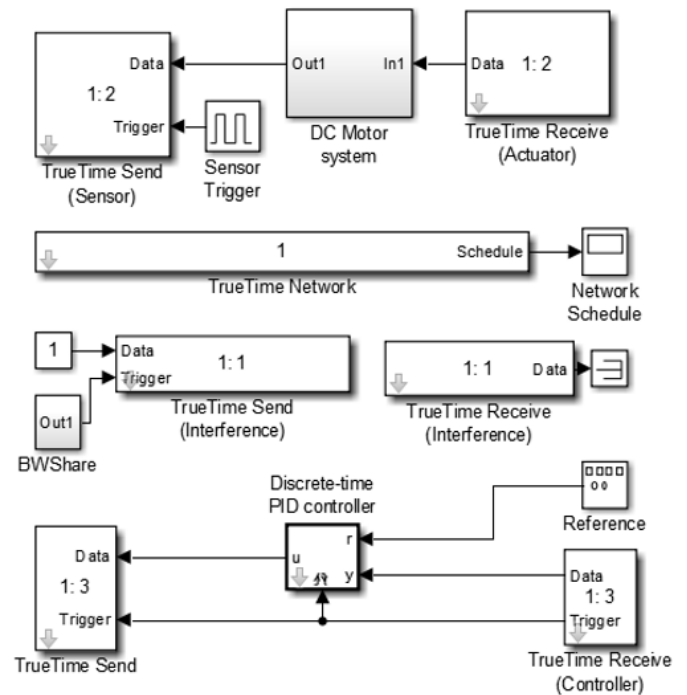 Data
1: 2
Trigger
TrueTime Send
(Sensor)
Sensor
Trigger
Out1
In1
DC Motor
system
Data
1: 2
TrueTime Receive
(Actuator)
1
Schedule
TrueTime Network
Network
Schedule
1
Data
1: 1
Trigger
TrueTime Send
(Interference)
Out1
BWShare
1: 1
Data
TrueTime Receive
(Interference)
Discrete-time
PID controller
r
u
y
Reference
Data
1: 3
Trigger
TrueTime Send
Data
1: 3
Trigger
TrueTime Receive
(Controller)